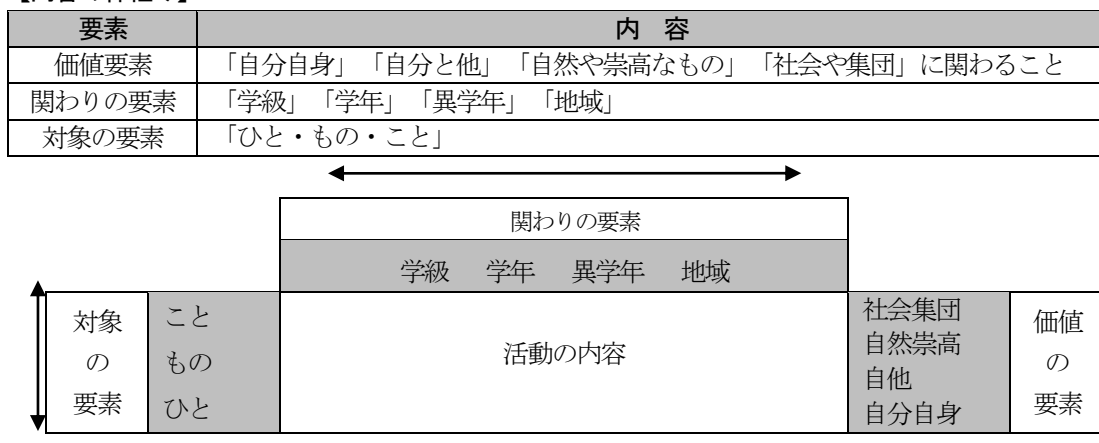 要素 内 容
価値要素 「自分自身」「自分と他」「自然や崇高なもの」「社会や集団」に関わること
関わりの要素 「学級」「学年」「異学年」「地域」
対象の要素 「ひと・もの・こと」
関わりの要素
学級 学年 異学年 地域
対象
の
要素
こと
もの
ひと
活動の内容
社会集団
自然崇高
自他
自分自身
価値
の
要素